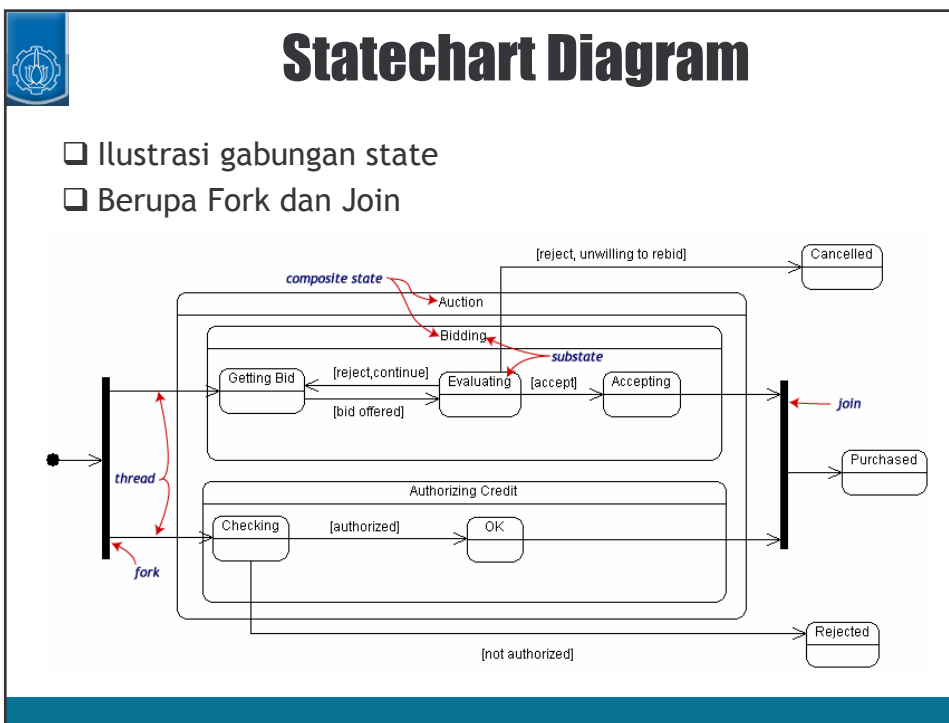 Statechart Diagram
Ilustrasi gabungan state
Berupa Fork dan Join
[reject, unwilling to rebid]
Cancelled
composite state
Auction
Bidding
substate
Getting Bid
[reject,continue]
Evaluating
[accept]
Accepting
[bid offered]
join
thread
Purchased
Authorizing Credit
Checking
[authorized]
OK
fork
Rejected
[not authorized]